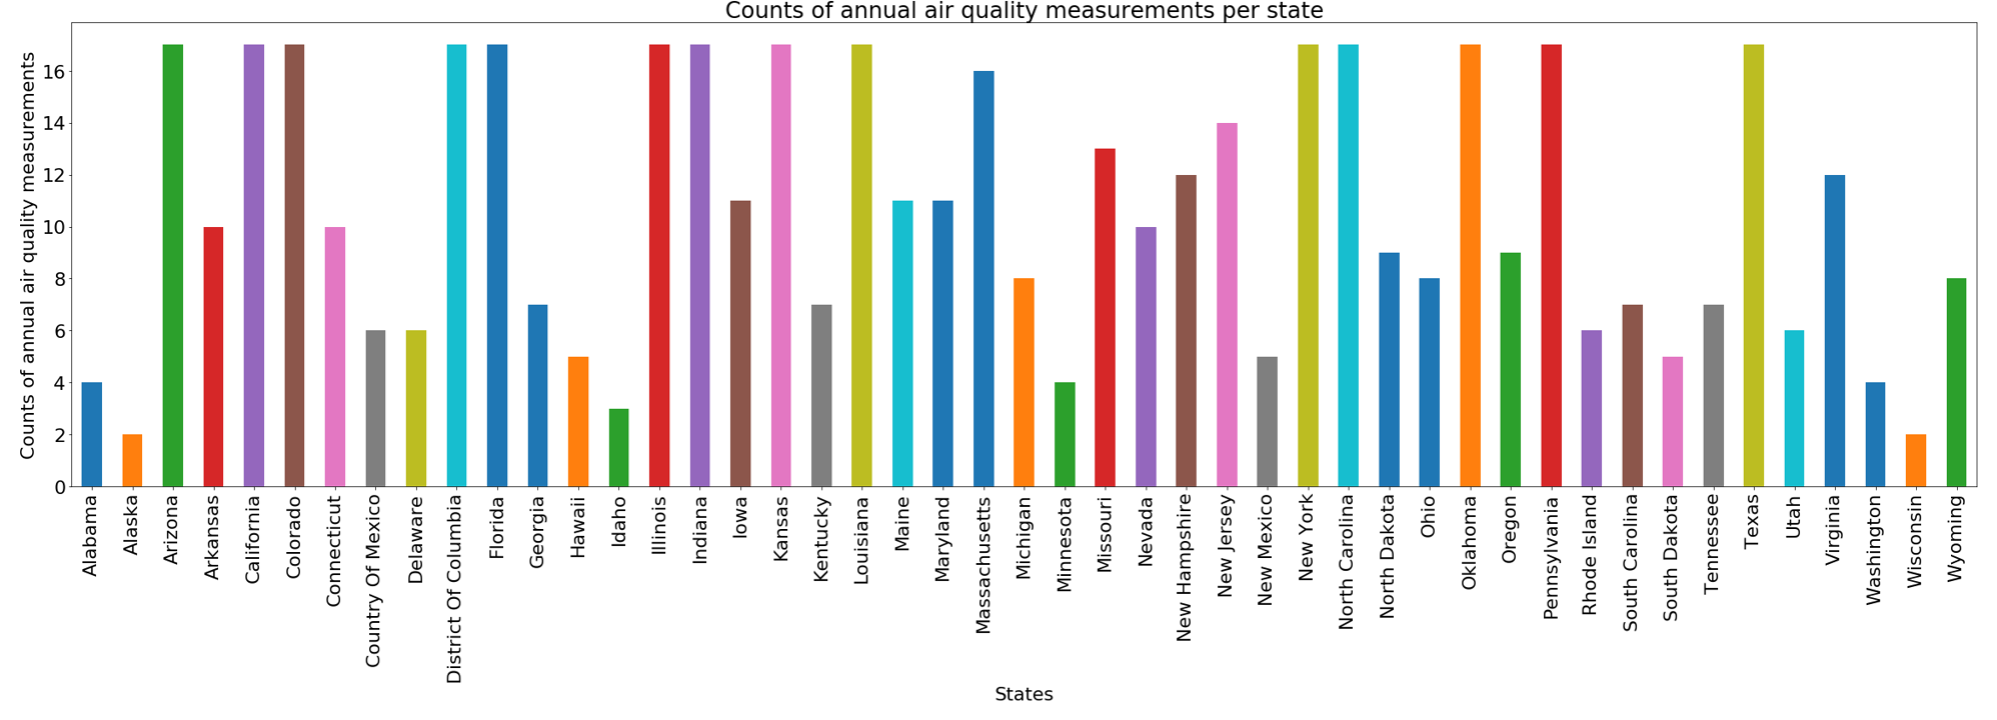 Counts of annual air quality measurements per state
Counts of annual air quality measurements
16
14
12
10
8
6
4
2
0
Alabama
Alaska
Arizona
Arkansas
California
Colorado
Connecticut
Country Of Mexico
Delaware
District Of Columbia
Florida
Georgia
Hawaii
Idaho
Illinois
Indiana
Iowa
Kansas
Kentucky
Louisiana
Maine
Maryland
Massachusetts
Michigan
Minnesota
Missouri
Nevada
New Hampshire
New Jersey
New Mexico
New York
North Carolina
North Dakota
Ohio
Oklahoma
Oregon
Pennsylvania
Rhode Island
South Carolina
South Dakota
Tennessee
Texas
Utah
Virginia
Washington
Wisconsin
Wyoming
States